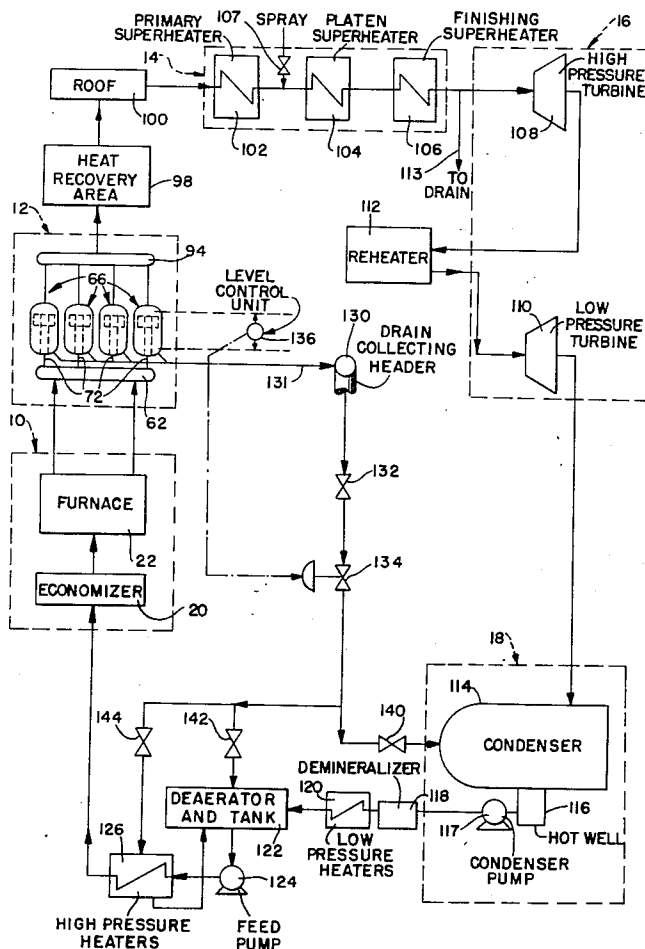 PRIMARY
SUPERHEATER
107
SPRAY
PLATEN
SUPERHEATER
FINISHING
SUPERHEATER
16
14
HIGH
PRESSURE
TURBINE
ROOF
100
102
104
106
108
113
TO
DRAIN
HEAT
RECOVERY
AREA
98
112
REHEATER
12
94
66
LEVEL
CONTROL
UNIT
136
130
DRAIN
COLLECTING
HEADER
110
LOW
PRESSURE
TURBINE
72
62
131
10
132
FURNACE
22
134
ECONOMIZER
20
18
114
144
142
140
CONDENSER
DEMINERALIZER
120
118
116
DEAERATOR
AND TANK
122
LOW
PRESSURE
HEATERS
117
HOT WELL
CONDENSER
PUMP
126
124
HIGH PRESSURE
HEATERS
FEED
PUMP